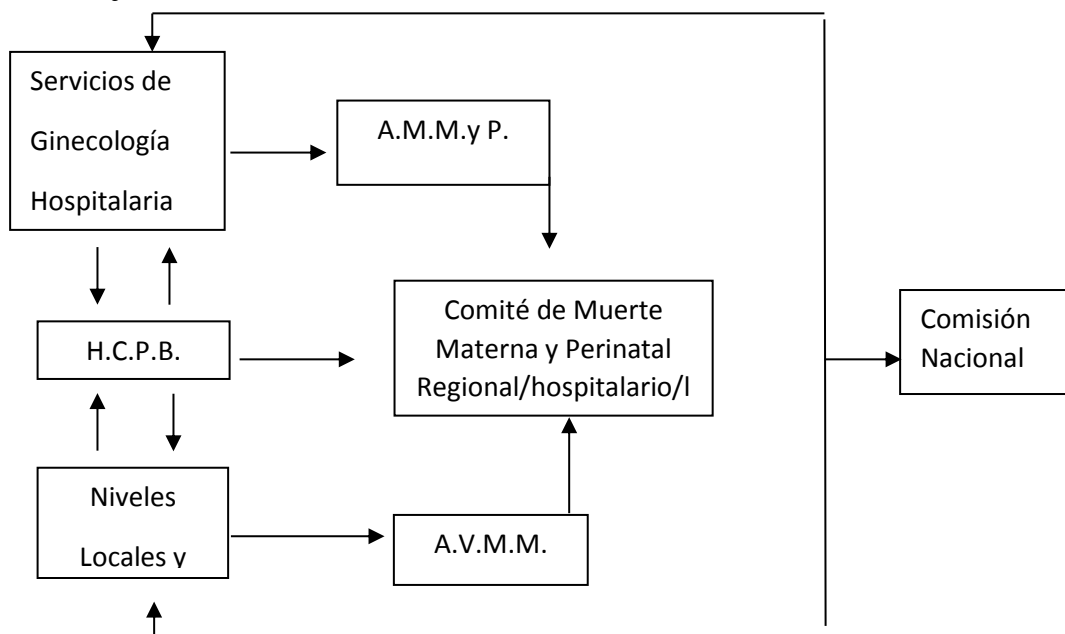 Servicios de
Ginecología
Hospitalaria
A.M.M.y P.
H.C.P.B.
Comité de Muerte
Materna y Perinatal
Regional/hospitalario/l
Comisión
Nacional
Niveles
Locales y
A.V.M.M.